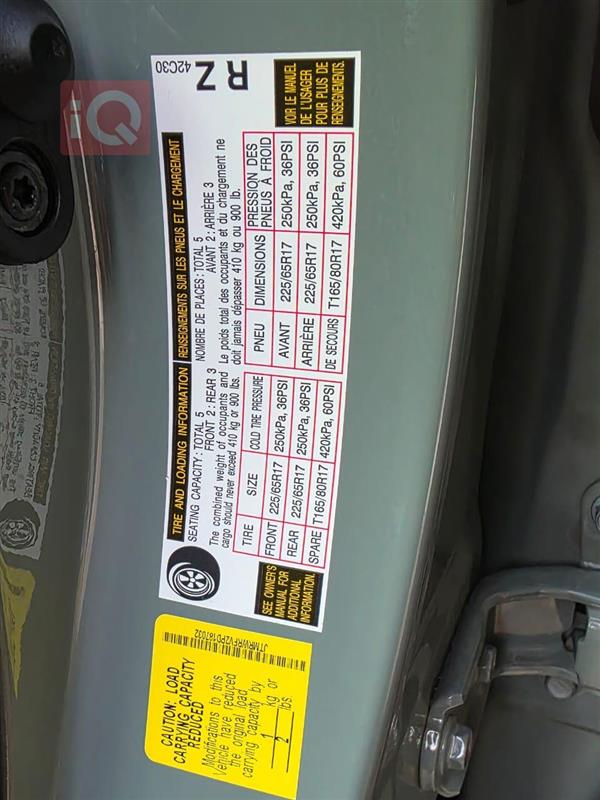 iQ
TIRE AND LOADING INFORMATION
RENSEIGNEMENTS SUR LES PNEUS ET LE CHARGEMENT
RZ
42C30
SEATING CAPACITY : TOTAL 5
FRONT 2 : REAR 3
The combined weight of occupants and
cargo should never exceed 410 kg or 900 lbs.
NOMBRE DE PLACES : TOTAL 5
AVANT 2 : ARRIÈRE 3
Le poids total des occupants et du chargement ne
doit jamais dépasser 410 kg ou 900 lb.
TIRE SIZE COLD TIRE PRESSURE
FRONT 225/65R17 250kPa, 36PSI
REAR 225/65R17 250kPa, 36PSI
SPARE T165/80R17 420kPa, 60PSI
PNEU DIMENSIONS PRESSION DES
PNEUS À FROID
AVANT 225/65R17 250kPa, 36PSI
ARRIÈRE 225/65R17 250kPa, 36PSI
DE SECOURS T165/80R17 420kPa, 60PSI
SEE OWNER'S
MANUAL FOR
ADDITIONAL
INFORMATION.
VOIR LE MANUEL
DE L'USAGER
POUR PLUS DE
RENSEIGNEMENTS.
CAUTION: LOAD
CARRYING CAPACITY
REDUCED
Modifications to this
Vehicle have reduced
the original load
carrying capacity by
1 kg or
2 lbs.